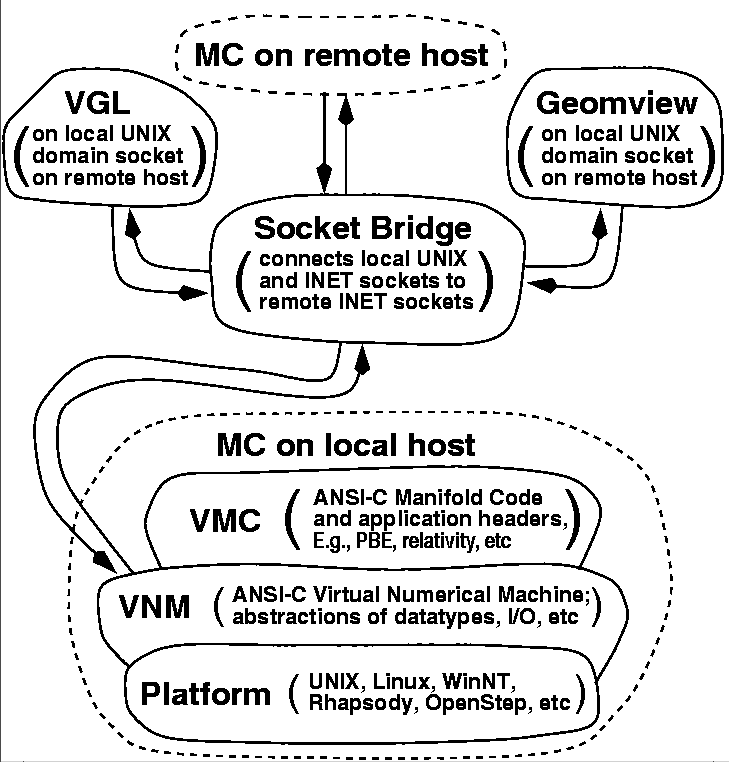 MC on remote host
VGL
(on local UNIX
domain socket
on remote host)
Geomview
(on local UNIX
domain socket
on remote host)
Socket Bridge
(connects local UNIX
and INET sockets to
remote INET sockets)
MC on local host
VMC (ANSI-C Manifold Code
and application headers,
E.g., PBE, relativity, etc)
VNM (ANSI-C Virtual Numerical Machine;
abstractions of datatypes, I/O, etc)
Platform (UNIX, Linux, WinNT,
Rhapsody, OpenStep, etc)